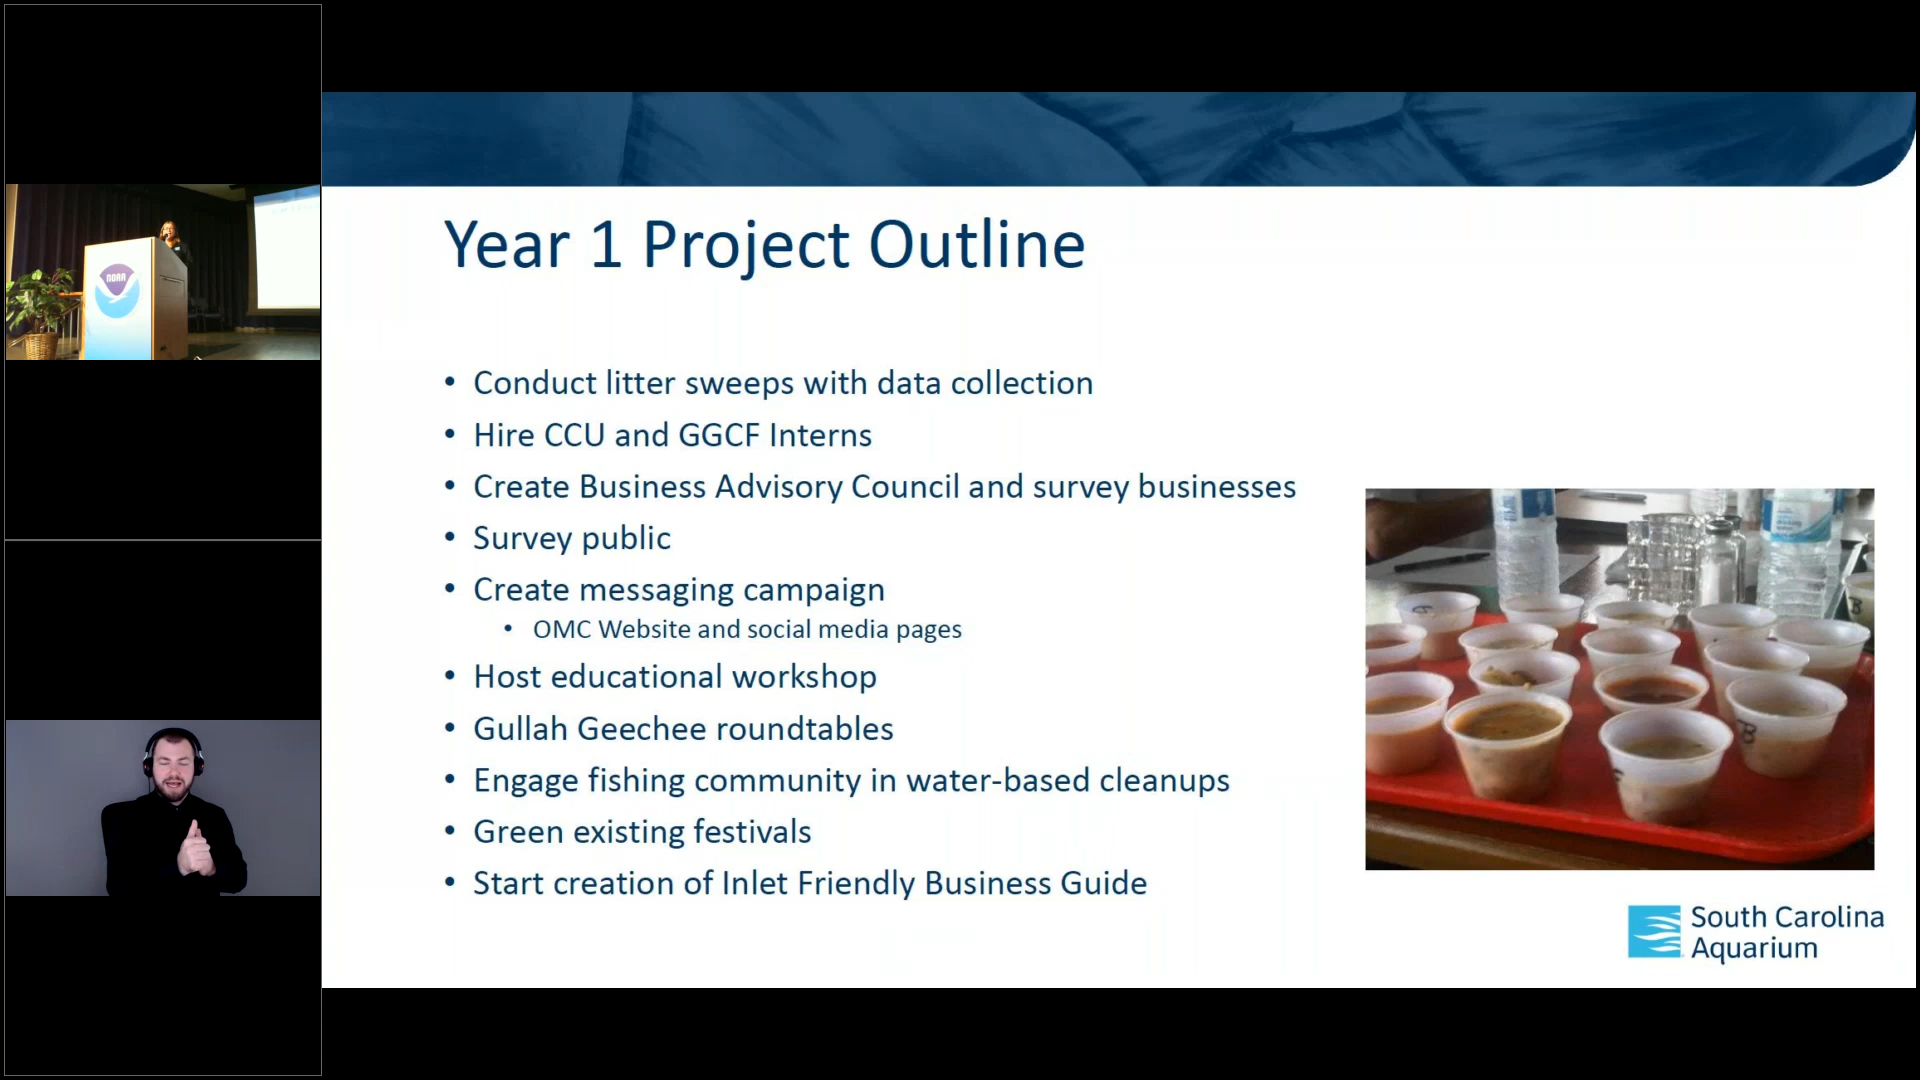 NOAA
Year 1 Project Outline
• Conduct litter sweeps with data collection
• Hire CCU and GGCF Interns
• Create Business Advisory Council and survey businesses
• Survey public
• Create messaging campaign
• OMC Website and social media pages
• Host educational workshop
• Gullah Geechee roundtables
• Engage fishing community in water-based cleanups
• Green existing festivals
• Start creation of Inlet Friendly Business Guide
B
South Carolina
Aquarium